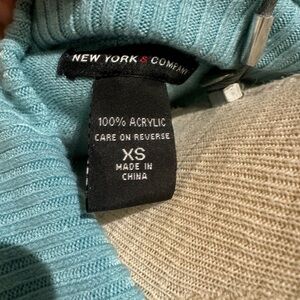 NEW YORK & COMPANY
100% ACRYLIC
CARE ON REVERSE
XS
MADE IN
CHINA